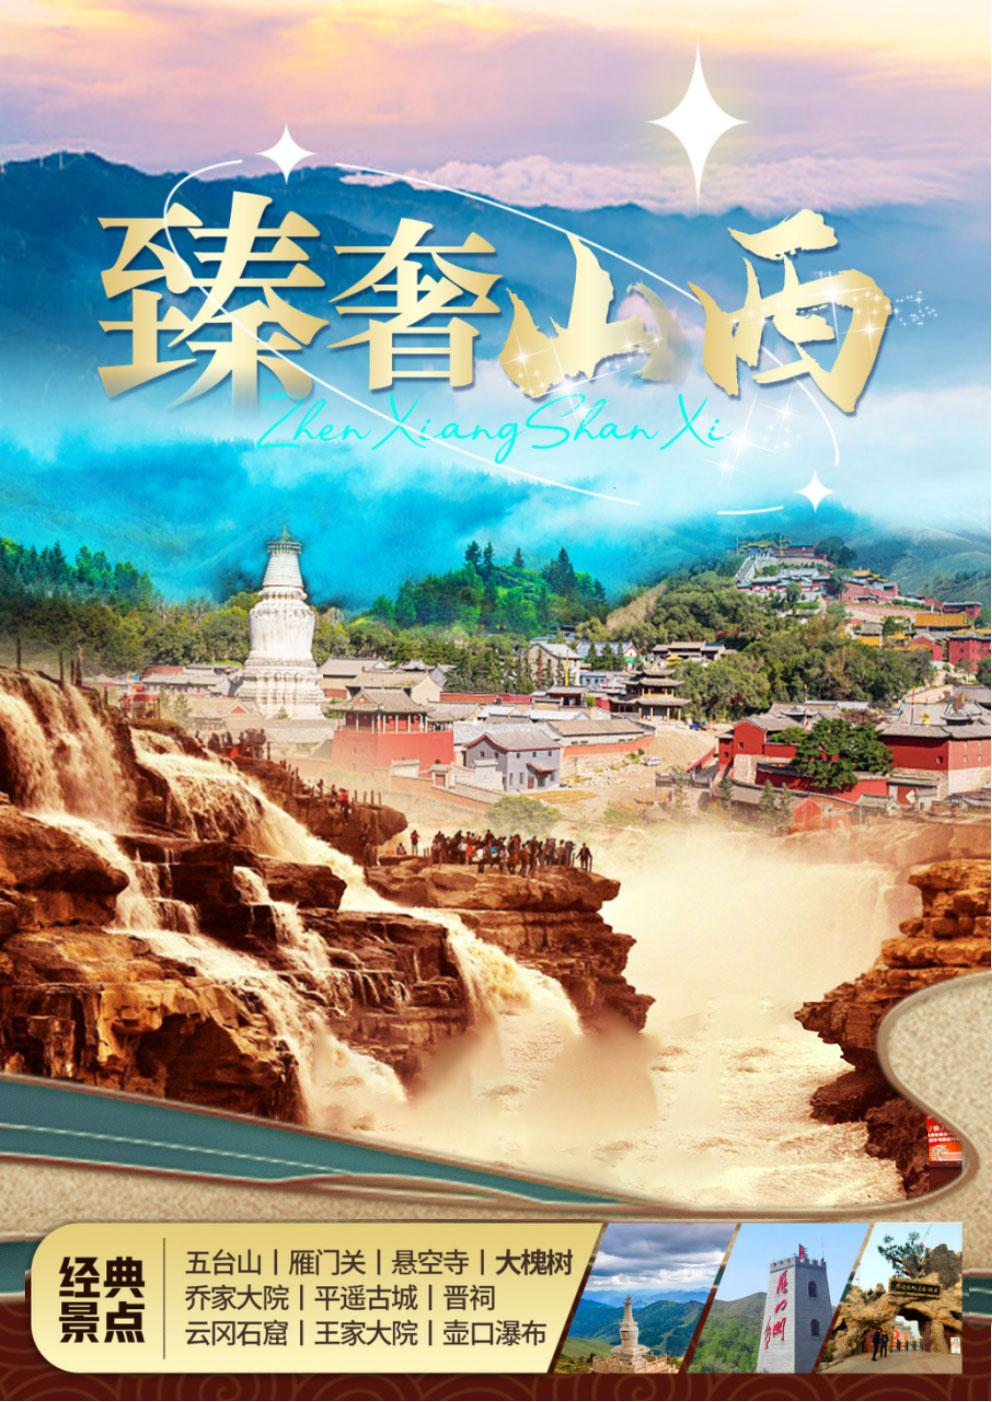 臻奢山西
Zhen Xiang Shan Xi
经典
景点
五台山 | 雁门关 | 悬空寺 | 大槐树
乔家大院 | 平遥古城 | 晋祠
云冈石窟 | 王家大院 | 壶口瀑布
雁门关